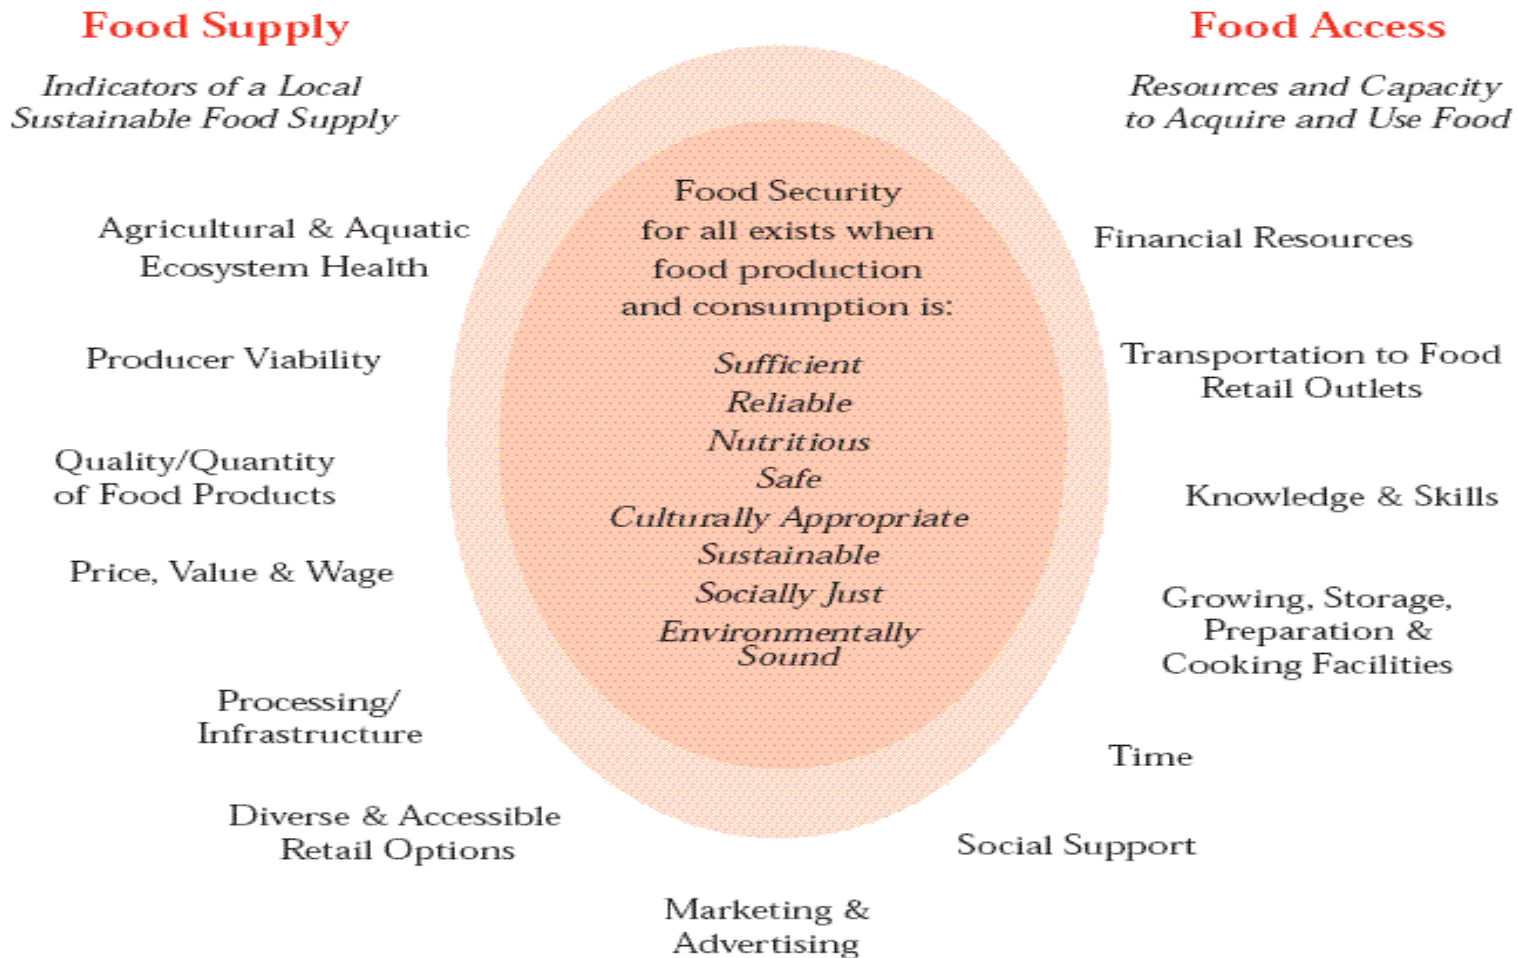 Food Supply
Indicators of a Local
Sustainable Food Supply
Agricultural & Aquatic
Ecosystem Health
Producer Viability
Quality/Quantity
of Food Products
Price, Value & Wage
Processing/
Infrastructure
Diverse & Accessible
Retail Options
Food Security
for all exists when
food production
and consumption is:
Sufficient
Reliable
Nutritious
Safe
Culturally Appropriate
Sustainable
Socially Just
Environmentally
Sound
Marketing &
Advertising
Food Access
Resources and Capacity
to Acquire and Use Food
Financial Resources
Transportation to Food
Retail Outlets
Knowledge & Skills
Growing, Storage,
Preparation &
Cooking Facilities
Time
Social Support